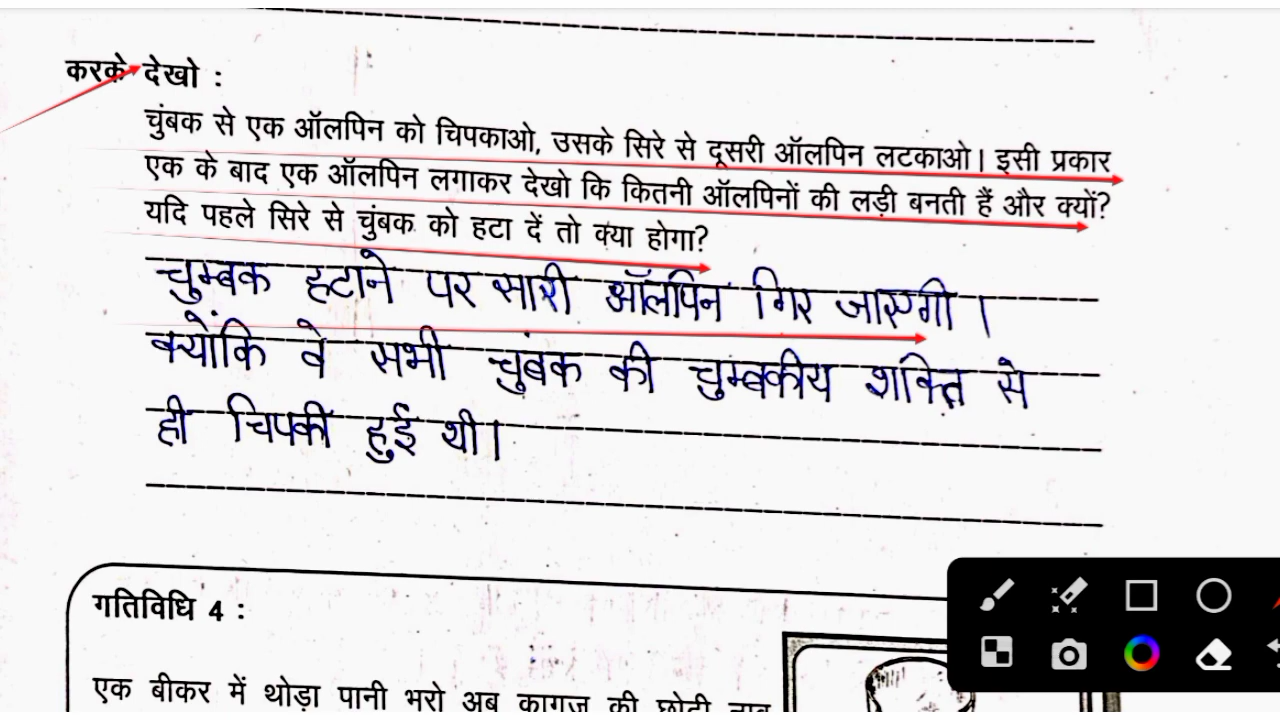 करके देखो :
चुंबक से एक ऑलपिन को चिपकाओ, उसके सिरे से दूसरी ऑलपिन लटकाओ। इसी प्रकार
एक के बाद एक ऑलपिन लगाकर देखो कि कितनी ऑलपिनों की लड़ी बनती हैं और क्यों?
यदि पहले सिरे से चुंबक को हटा दें तो क्या होगा?
चुम्बक हटाने पर सारी ऑलपिन गिर जाएगी।
क्योंकि वे सभी चुंबक की चुम्बकीय शक्ति से
ही चिपकी हुई थी।
गतिविधि 4 :
एक बीकर में थोड़ा पानी भरो अब कागज की छोटी नाव